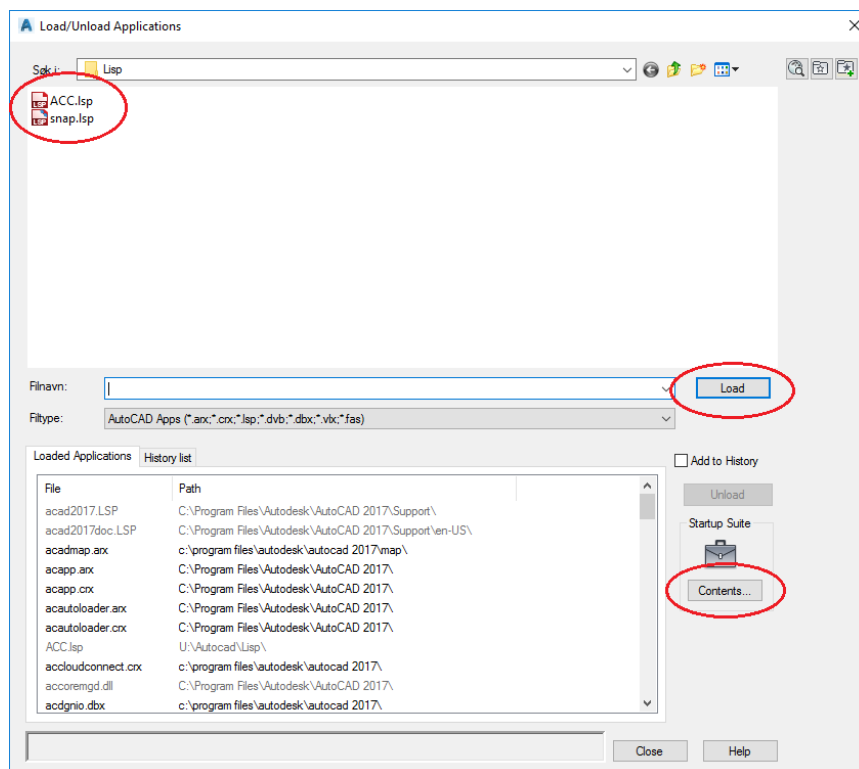 Load/Unload Applications
Søk i: Lisp
ACC.lsp
snap.lsp
Filnavn:
Load
Filtype: AutoCAD Apps (*.arx;*.crx;*.lsp;*.dvb;*.dbx;*.vlx;*.fas)
Loaded Applications History list
Add to History
File Path
Unload
acad2017.LSP C:\Program Files\Autodesk\AutoCAD 2017\Support\
acad2017doc.LSP C:\Program Files\Autodesk\AutoCAD 2017\Support\en-US\
Startup Suite
acadmap.arx c:\program files\autodesk\autocad 2017\map\
acapp.arx C:\Program Files\Autodesk\AutoCAD 2017\
acapp.crx C:\Program Files\Autodesk\AutoCAD 2017\
Contents...
acautoloader.arx C:\Program Files\Autodesk\AutoCAD 2017\
acautoloader.crx C:\Program Files\Autodesk\AutoCAD 2017\
ACC.lsp U:\Autocad\Lisp\
accloudconnect.crx c:\program files\autodesk\autocad 2017\
accoremgd.dll C:\Program Files\Autodesk\AutoCAD 2017\
acdgnio.dbx c:\program files\autodesk\autocad 2017\
Close Help